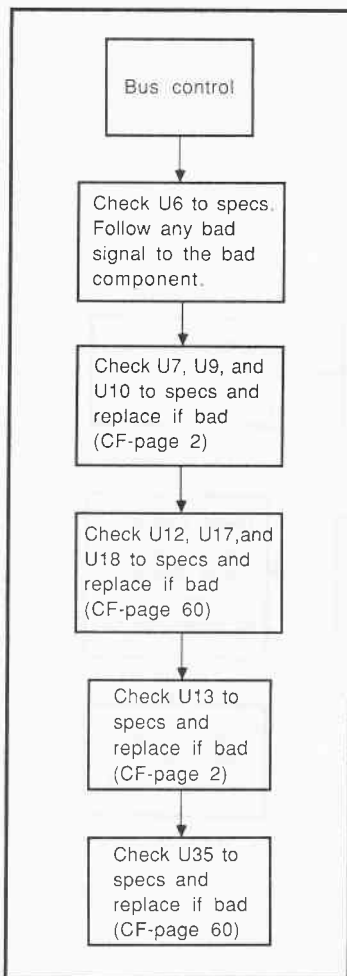 Bus control
Check U6 to specs.
Follow any bad
signal to the bad
component.
Check U7, U9, and
U10 to specs and
replace if bad
(CF-page 2)
Check U12, U17,and
U18 to specs and
replace if bad
(CF-page 60)
Check U13 to
specs and
replace if bad
(CF-page 2)
Check U35 to
specs and
replace if bad
(CF-page 60)